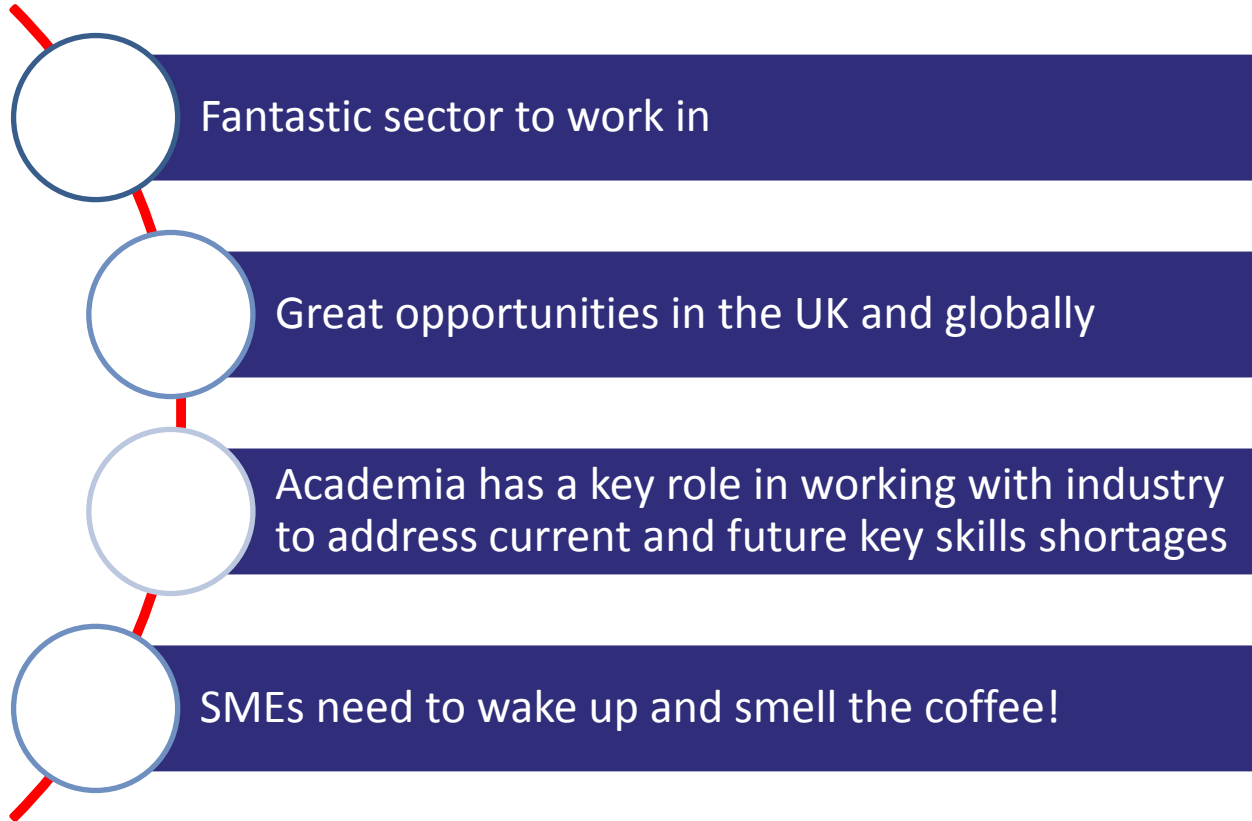 Fantastic sector to work in
Great opportunities in the UK and globally
Academia has a key role in working with industry
to address current and future key skills shortages
SMEs need to wake up and smell the coffee!